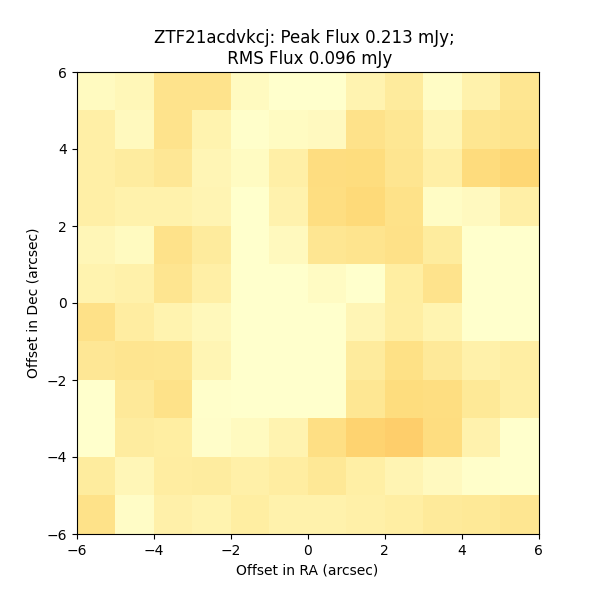 ZTF21acdvkcj: Peak Flux 0.213 mJy;
RMS Flux 0.096 mJy
6
4
2
0
−2
−4
−6
Offset in Dec (arcsec)
−6 −4 −2 0 2 4 6
Offset in RA (arcsec)